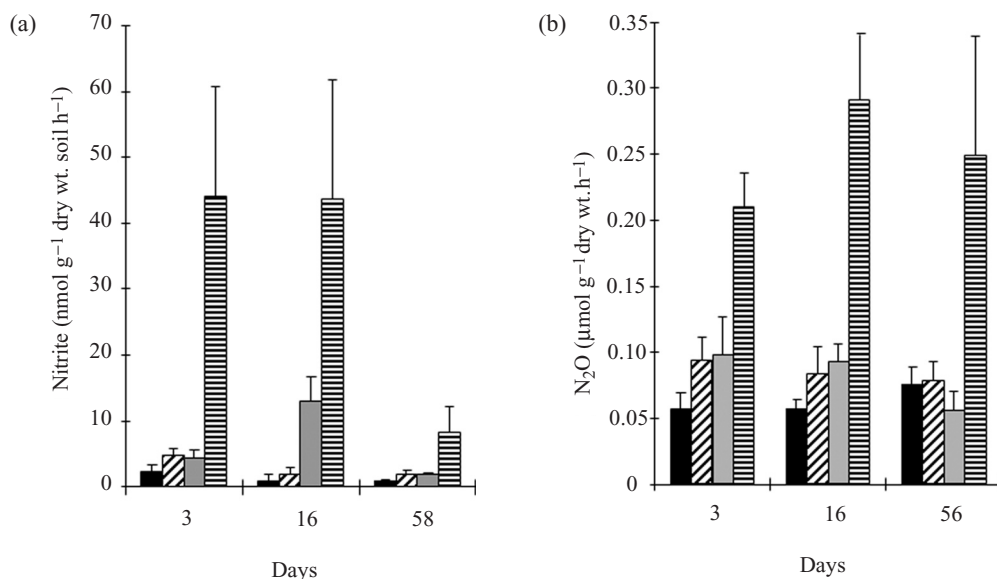 (a)
Nitrite (nmol g⁻¹ dry wt. soil h⁻¹)
70
60
50
40
30
20
10
0
3 16 58
Days
(b)
N₂O (µmol g⁻¹ dry wt.h⁻¹)
0.35
0.30
0.25
0.20
0.15
0.10
0.05
0
3 16 56
Days